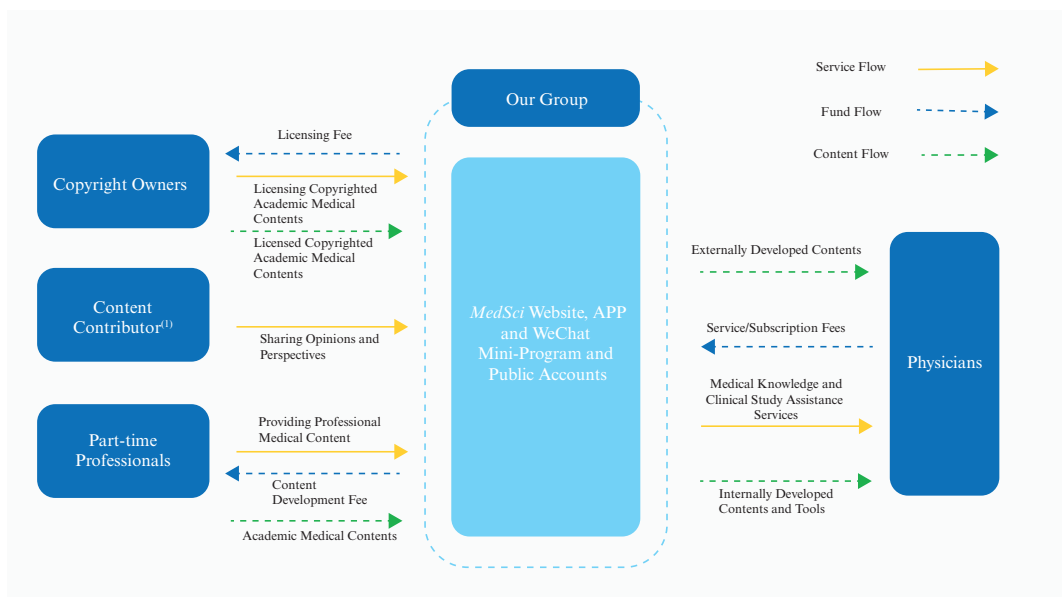 Our Group
Service Flow
Fund Flow
Content Flow
Copyright Owners
Licensing Fee
Licensing Copyrighted
Academic Medical
Contents
Licensed Copyrighted
Academic Medical
Contents
Content
Contributor(1)
Sharing Opinions and
Perspectives
Part-time
Professionals
Providing Professional
Medical Content
Content
Development Fee
Academic Medical Contents
MedSci Website, APP
and WeChat
Mini-Program and
Public Accounts
Externally Developed Contents
Service/Subscription Fees
Medical Knowledge and
Clinical Study Assistance
Services
Internally Developed
Contents and Tools
Physicians